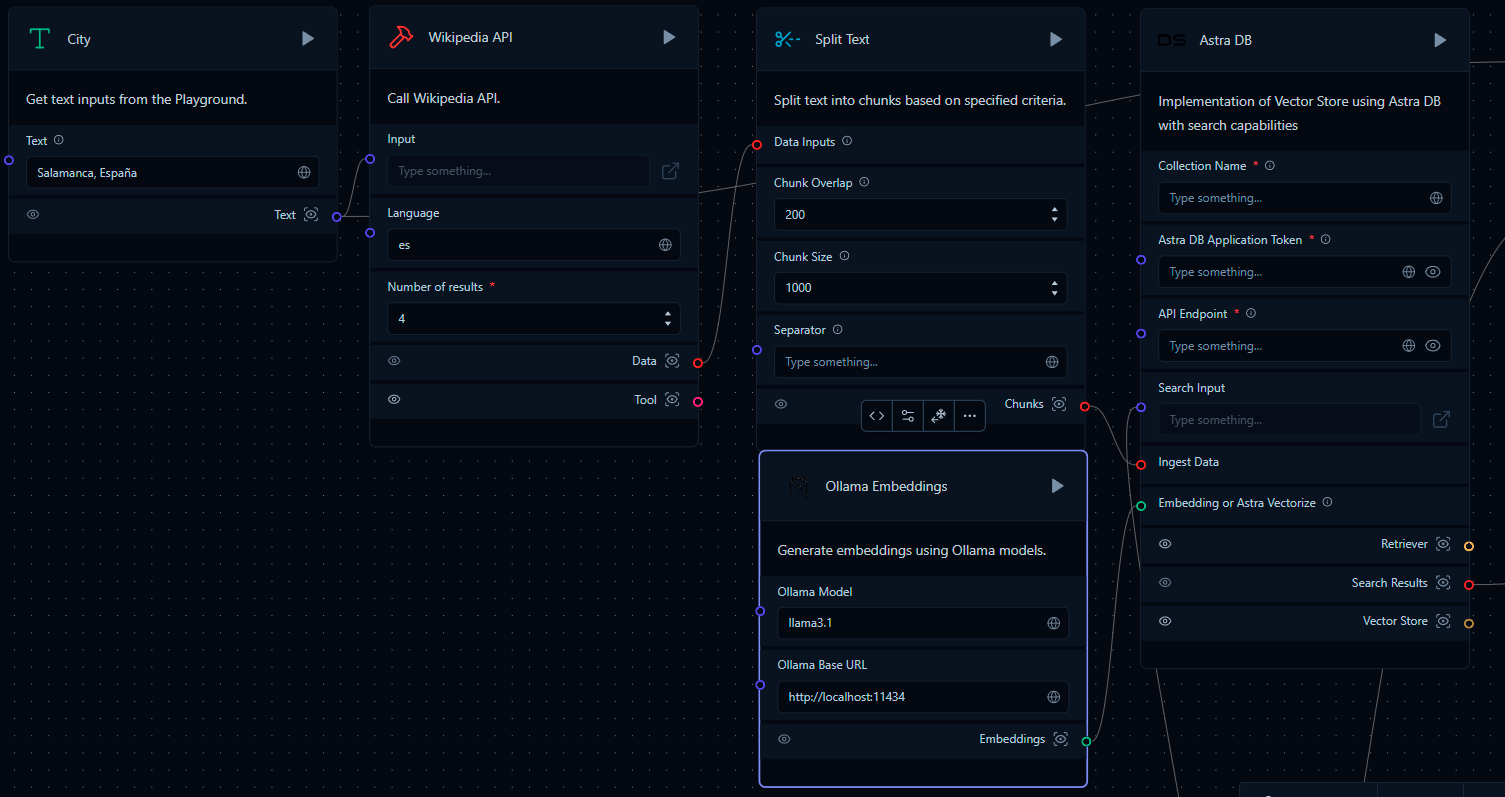 City
Get text inputs from the Playground.
Text
Salamanca, España
Text
Wikipedia API
Call Wikipedia API.
Input
Type something...
Language
es
Number of results *
4
Data
Tool
Split Text
Split text into chunks based on specified criteria.
Data Inputs
Chunk Overlap
200
Chunk Size
1000
Separator
Type something...
Chunks
Ollama Embeddings
Generate embeddings using Ollama models.
Ollama Model
llama3.1
Ollama Base URL
http://localhost:11434
Embeddings
DS
Astra DB
Implementation of Vector Store using Astra DB
with search capabilities
Collection Name *
Type something...
Astra DB Application Token *
Type something...
API Endpoint *
Type something...
Search Input
Type something...
Ingest Data
Embedding or Astra Vectorize
Retriever
Search Results
Vector Store